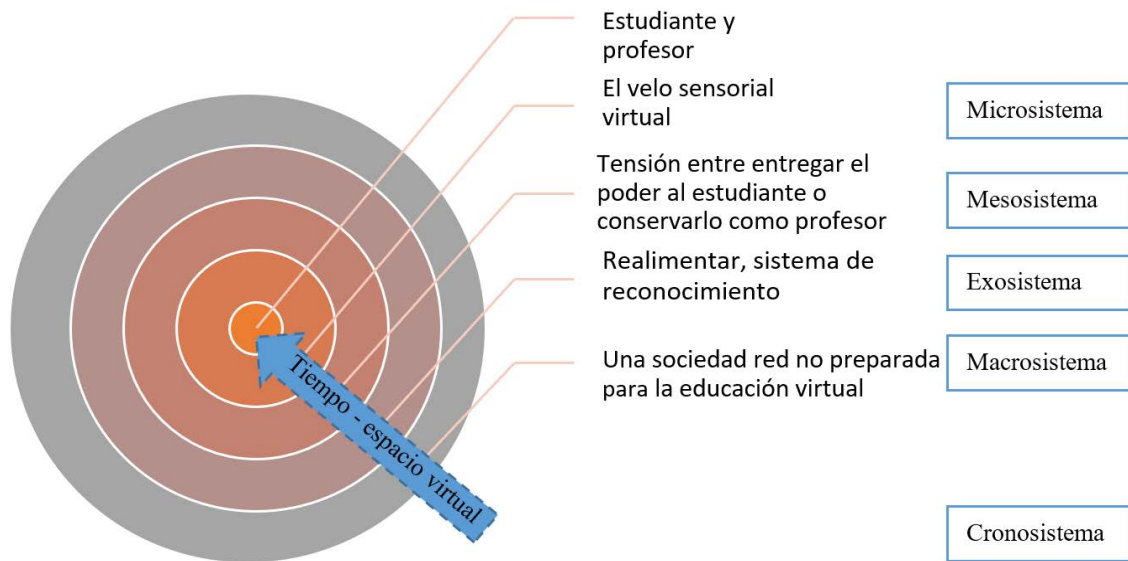 Estudiante y
profesor
El velo sensorial
virtual
Microsistema
Tensión entre entregar el
poder al estudiante o
conservarlo como profesor
Mesosistema
Realimentar, sistema de
reconocimiento
Exosistema
Una sociedad red no preparada
para la educación virtual
Macrosistema
Tiempo - espacio virtual
Cronosistema